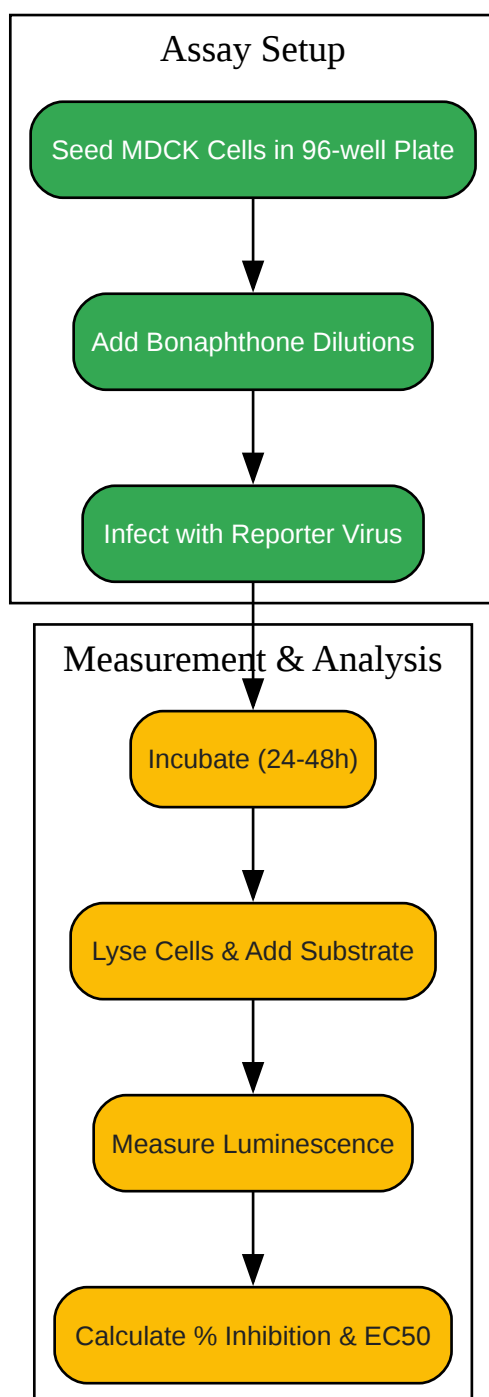 Assay Setup
Seed MDCK Cells in 96-well Plate
Add Bonaphthone Dilutions
Infect with Reporter Virus
Measurement & Analysis
Incubate (24-48h)
Lyse Cells & Add Substrate
Measure Luminescence
Calculate % Inhibition & EC50